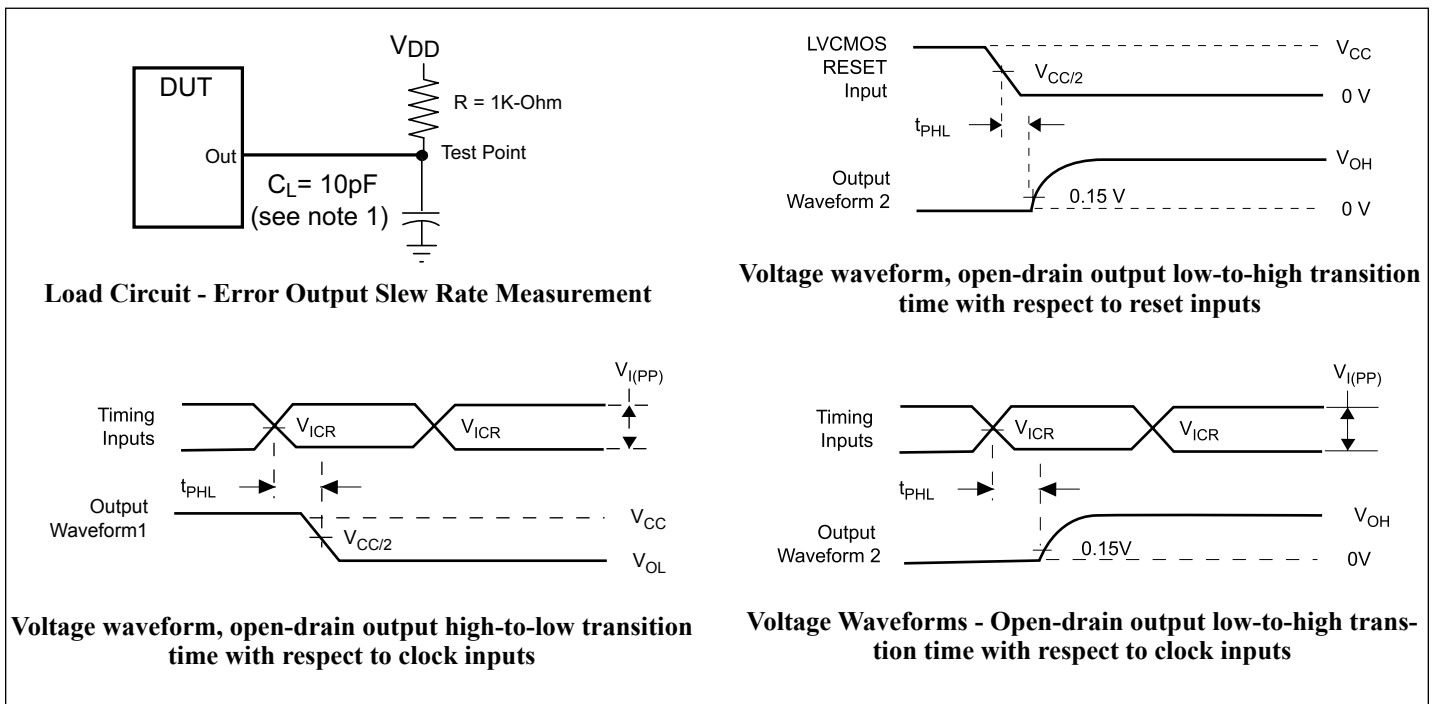 VDD
DUT
R = 1K-Ohm
Out
Test Point
CL= 10pF
(see note 1)
Load Circuit - Error Output Slew Rate Measurement
LVCMOS
RESET
Input
VCC
VCC/2
0 V
tPHL
Output
Waveform 2
VOH
0.15 V
0 V
Voltage waveform, open-drain output low-to-high transition
time with respect to reset inputs
VI(PP)
Timing
Inputs
VICR
VICR
tPHL
Output
Waveform1
VCC
VCC/2
VOL
Voltage waveform, open-drain output high-to-low transition
time with respect to clock inputs
VI(PP)
Timing
Inputs
VICR
VICR
tPHL
Output
Waveform 2
VOH
0.15V
0V
Voltage Waveforms - Open-drain output low-to-high trans-
tion time with respect to clock inputs